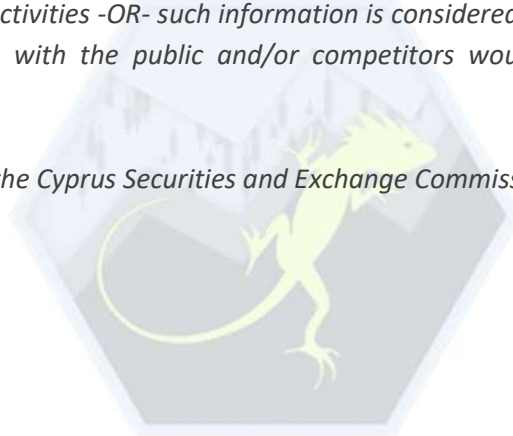 ctivities -OR- such information is considered
with the public and/or competitors wou
he Cyprus Securities and Exchange Commiss